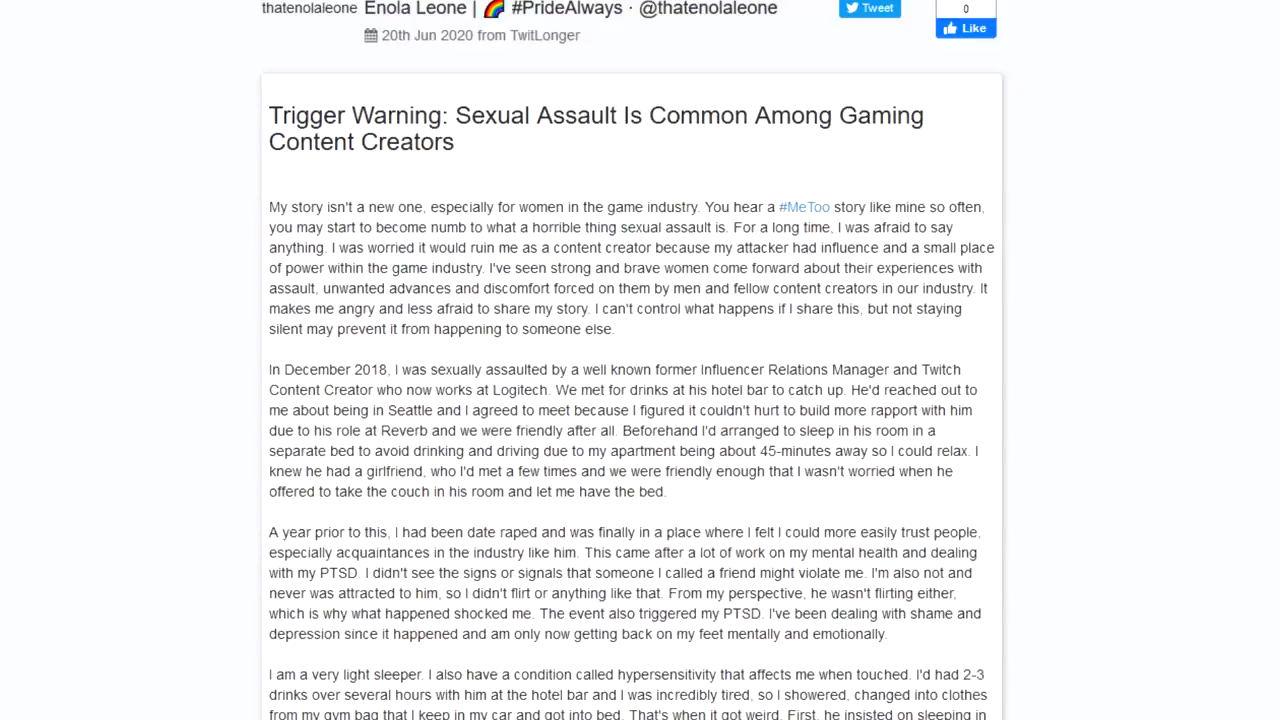 thatenolaleone Enola Leone | 🌈 #PrideAlways · @thatenolaleone
20th Jun 2020 from TwitLonger
Tweet
0
Like
Trigger Warning: Sexual Assault Is Common Among Gaming
Content Creators
My story isn't a new one, especially for women in the game industry. You hear a #MeToo story like mine so often,
you may start to become numb to what a horrible thing sexual assault is. For a long time, I was afraid to say
anything. I was worried it would ruin me as a content creator because my attacker had influence and a small place
of power within the game industry. I've seen strong and brave women come forward about their experiences with
assault, unwanted advances and discomfort forced on them by men and fellow content creators in our industry. It
makes me angry and less afraid to share my story. I can't control what happens if I share this, but not staying
silent may prevent it from happening to someone else.
In December 2018, I was sexually assaulted by a well known former Influencer Relations Manager and Twitch
Content Creator who now works at Logitech. We met for drinks at his hotel bar to catch up. He'd reached out to
me about being in Seattle and I agreed to meet because I figured it couldn't hurt to build more rapport with him
due to his role at Reverb and we were friendly after all. Beforehand I'd arranged to sleep in his room in a
separate bed to avoid drinking and driving due to my apartment being about 45-minutes away so I could relax. I
knew he had a girlfriend, who I'd met a few times and we were friendly enough that I wasn't worried when he
offered to take the couch in his room and let me have the bed.
A year prior to this, I had been date raped and was finally in a place where I felt I could more easily trust people,
especially acquaintances in the industry like him. This came after a lot of work on my mental health and dealing
with my PTSD. I didn't see the signs or signals that someone I called a friend might violate me. I'm also not and
never was attracted to him, so I didn't flirt or anything like that. From my perspective, he wasn't flirting either,
which is why what happened shocked me. The event also triggered my PTSD. I've been dealing with shame and
depression since it happened and am only now getting back on my feet mentally and emotionally.
I am a very light sleeper. I also have a condition called hypersensitivity that affects me when touched. I'd had 2-3
drinks over several hours with him at the hotel bar and I was incredibly tired, so I showered, changed into clothes
from my gym bag that I keep in my car and got into bed. That's when it got weird. First, he insisted on sleeping in